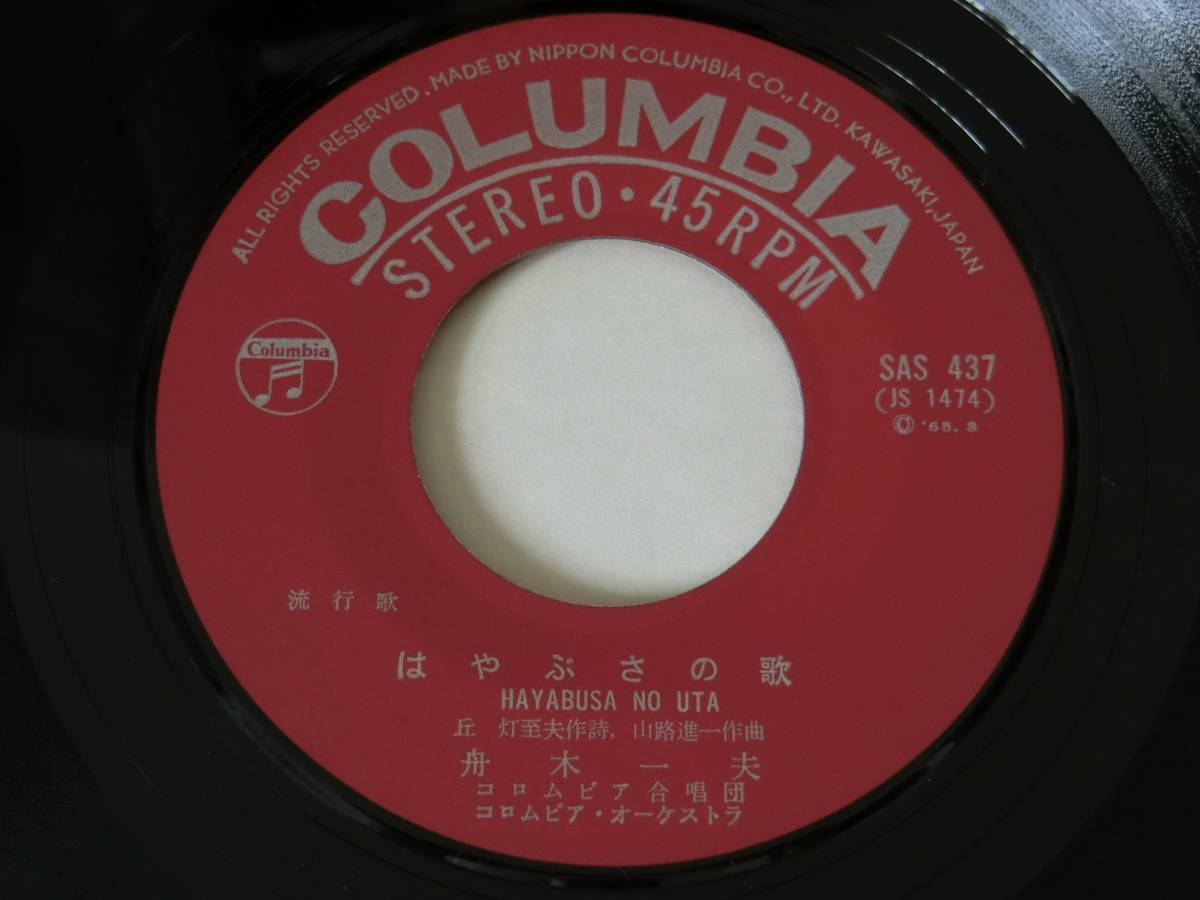 ALL RIGHTS RESERVED. MADE BY NIPPON COLUMBIA CO., LTD. KAWASAKI, JAPAN
COLUMBIA
STEREO・45RPM
Columbia
SAS 437
(JS 1474)
Ⓒ '65. 3
流行歌
はやぶさの歌
HAYABUSA NO UTA
丘 灯至夫作詩, 山路進一作曲
舟木一夫
コロムビア合唱団
コロムビア・オーケストラ